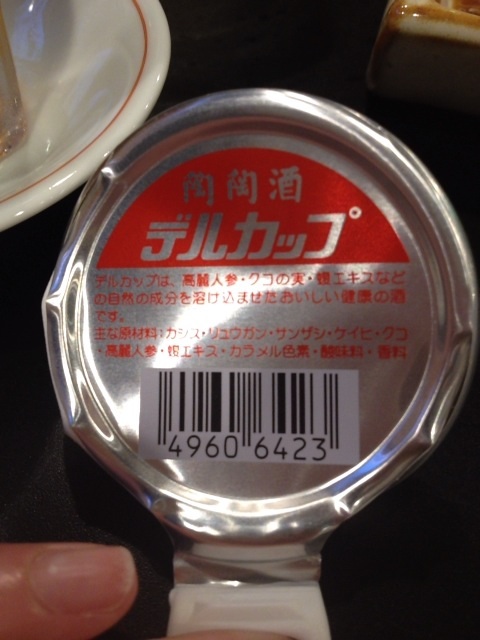 陶陶酒
デルカップ
デルカップは、高麗人参・クコの実・蝮エキスなど
の自然の成分を溶け込ませたおいしい健康の酒
です。
主な原材料:カシス・リュウガン・サンザシ・ケイヒ・クコ
・高麗人参・蝮エキス・カラメル色素・酸味料・香料
4960 6423